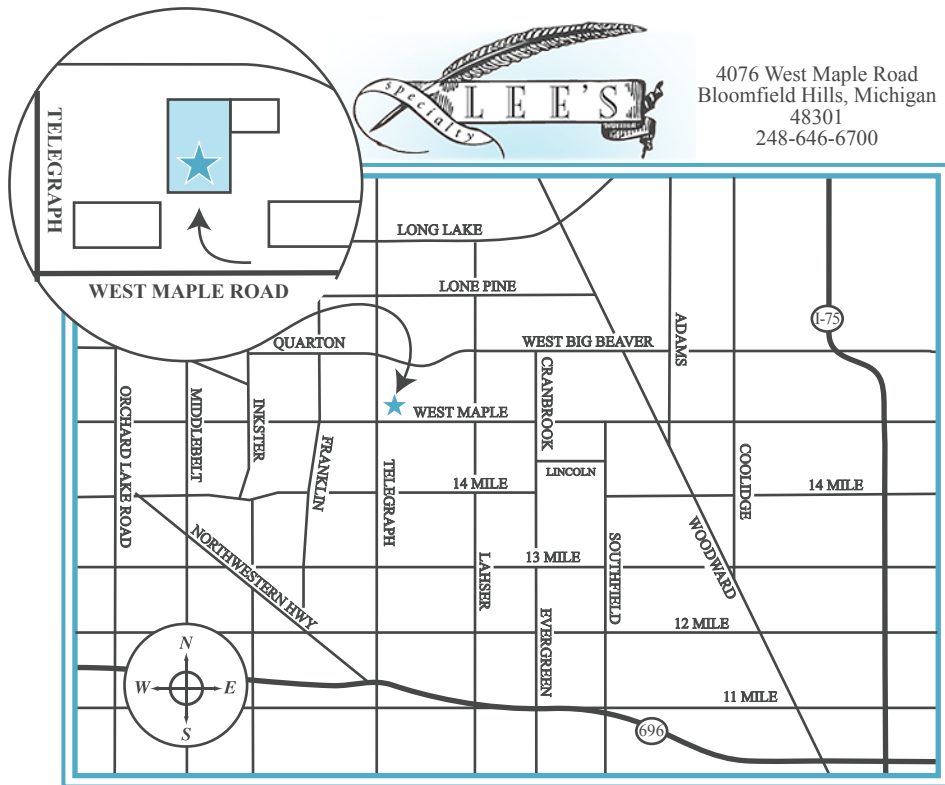 specialty
LEE'S
4076 West Maple Road
Bloomfield Hills, Michigan
48301
248-646-6700
TELEGRAPH
WEST MAPLE ROAD
LONG LAKE
LONE PINE
QUARTON
WEST BIG BEAVER
ADAMS
I-75
ORCHARD LAKE ROAD
MIDDLEBELT
INKSTER
FRANKLIN
WEST MAPLE
CRANBROOK
LINCOLN
COOLIDGE
TELEGRAPH
14 MILE
14 MILE
NORTHWESTERN HWY
LAHSER
13 MILE
SOUTHFIELD
WOODWARD
EVERGREEN
12 MILE
11 MILE
696
N
W E
S